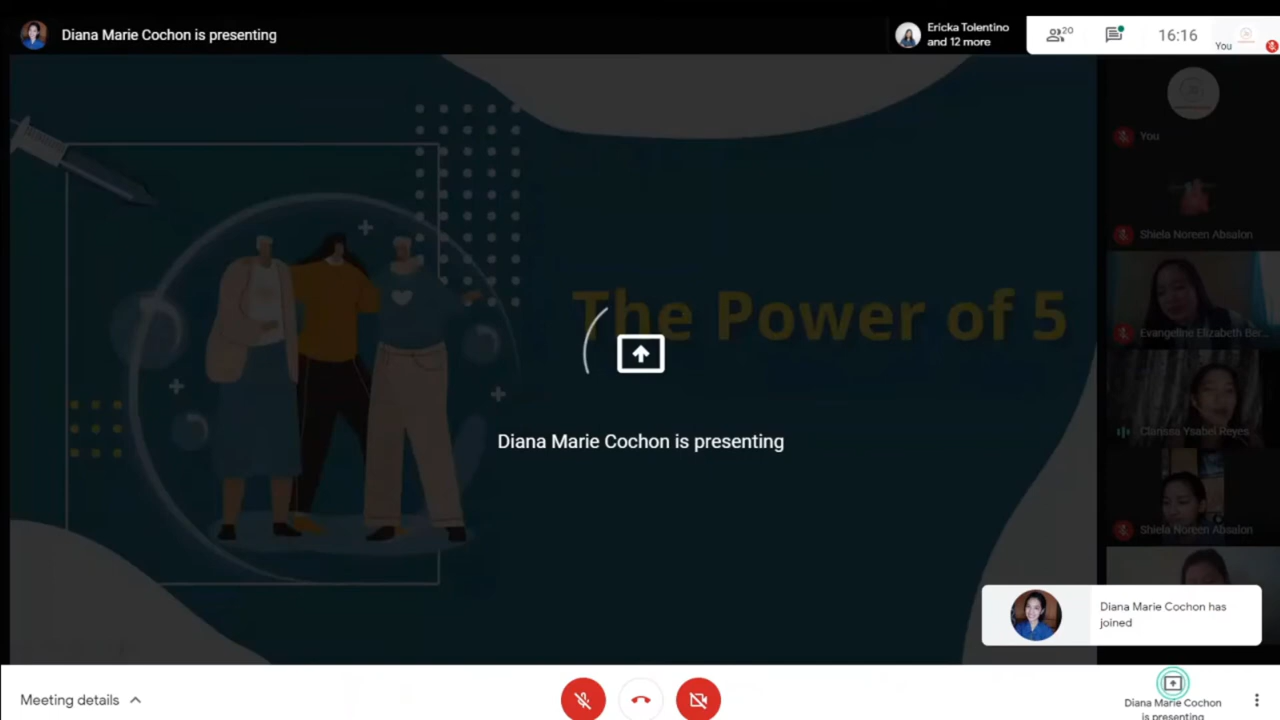 Diana Marie Cochon is presenting
Ericka Tolentino
and 12 more
20
16:16
You
You
Shiela Noreen Absalon
The Power of 5
Evangeline Elizabeth Ber...
Diana Marie Cochon is presenting
Clarissa Ysabel Reyes
Shiela Noreen Absalon
Diana Marie Cochon has
joined
Meeting details
Diana Marie Cochon
is presenting